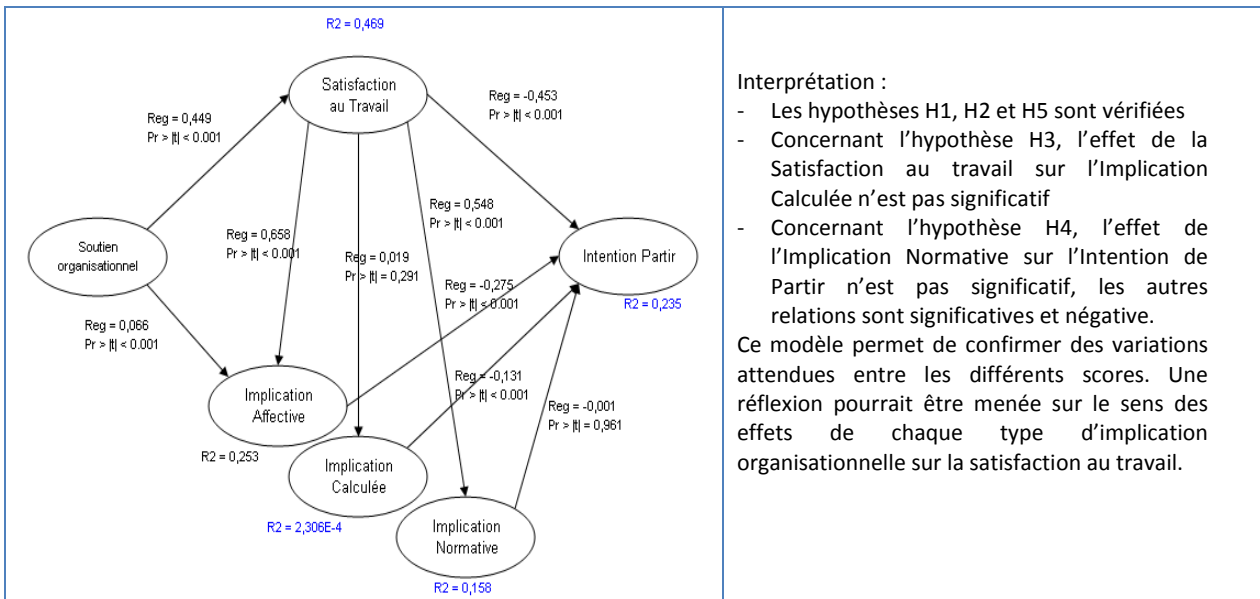 R2 = 0,469
Satisfaction
au Travail
Reg = -0,453
Pr > |t| < 0.001
Reg = 0,449
Pr > |t| < 0.001
Reg = 0,548
Pr > |t| < 0.001
Reg = 0,658
Pr > |t| < 0.001
Reg = 0,019
Pr > |t| = 0,291
Soutien
organisationnel
Intention Partir
R2 = 0,235
Reg = -0,275
Pr > |t| < 0.001
Reg = 0,066
Pr > |t| < 0.001
Implication
Affective
R2 = 0,253
Reg = -0,131
Pr > |t| < 0.001
Reg = -0,001
Pr > |t| = 0,961
Implication
Calculée
R2 = 2,306E-4
Implication
Normative
R2 = 0,158
Interprétation :
- Les hypothèses H1, H2 et H5 sont vérifiées
- Concernant l’hypothèse H3, l’effet de la
Satisfaction au travail sur l’Implication
Calculée n’est pas significatif
- Concernant l’hypothèse H4, l’effet de
l’Implication Normative sur l’Intention de
Partir n’est pas significatif, les autres
relations sont significatives et négative.
Ce modèle permet de confirmer des variations
attendues entre les différents scores. Une
réflexion pourrait être menée sur le sens des
effets de chaque type d’implication
organisationnelle sur la satisfaction au travail.